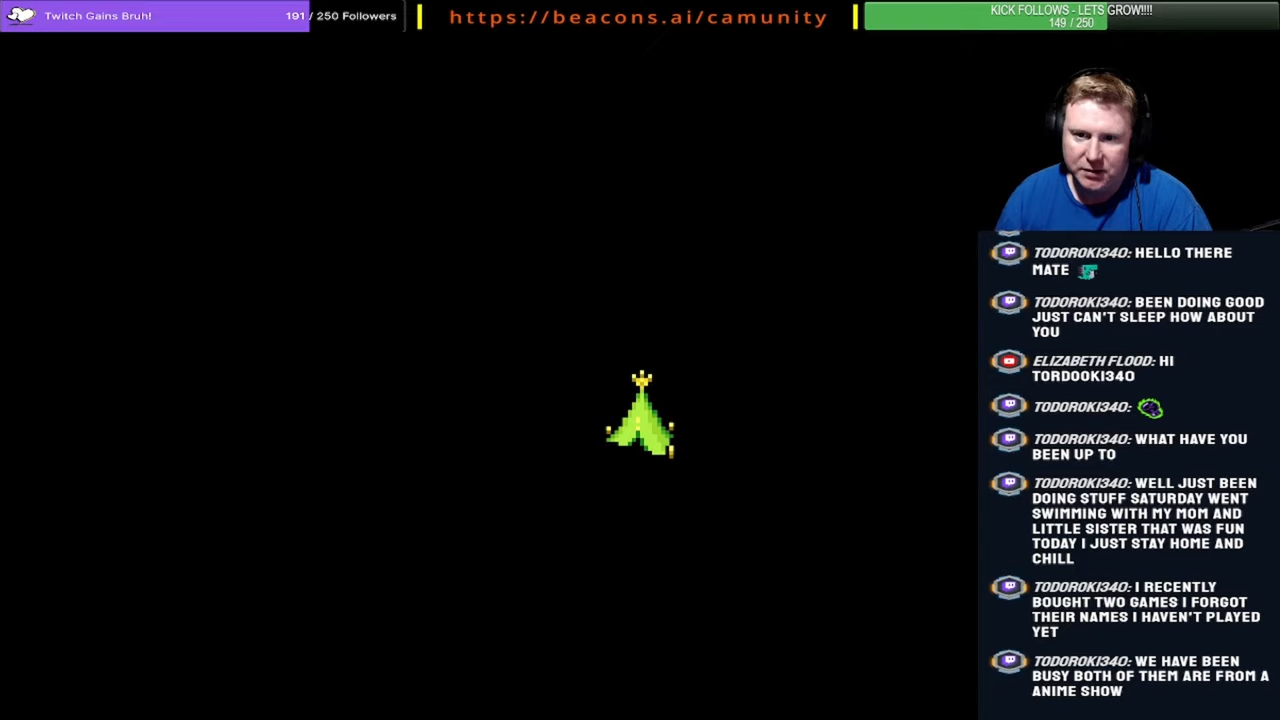 Twitch Gains Bruh!
191 / 250 Followers
https://beacons.ai/camunity
KICK FOLLOWS - LETS GROW!!!!
149 / 250
TODOROKI340: HELLO THERE
MATE
TODOROKI340: BEEN DOING GOOD
JUST CAN'T SLEEP HOW ABOUT
YOU
ELIZABETH FLOOD: HI
TORDOOKI340
TODOROKI340:
TODOROKI340: WHAT HAVE YOU
BEEN UP TO
TODOROKI340: WELL JUST BEEN
DOING STUFF SATURDAY WENT
SWIMMING WITH MY MOM AND
LITTLE SISTER THAT WAS FUN
TODAY I JUST STAY HOME AND
CHILL
TODOROKI340: I RECENTLY
BOUGHT TWO GAMES I FORGOT
THEIR NAMES I HAVEN'T PLAYED
YET
TODOROKI340: WE HAVE BEEN
BUSY BOTH OF THEM ARE FROM A
ANIME SHOW